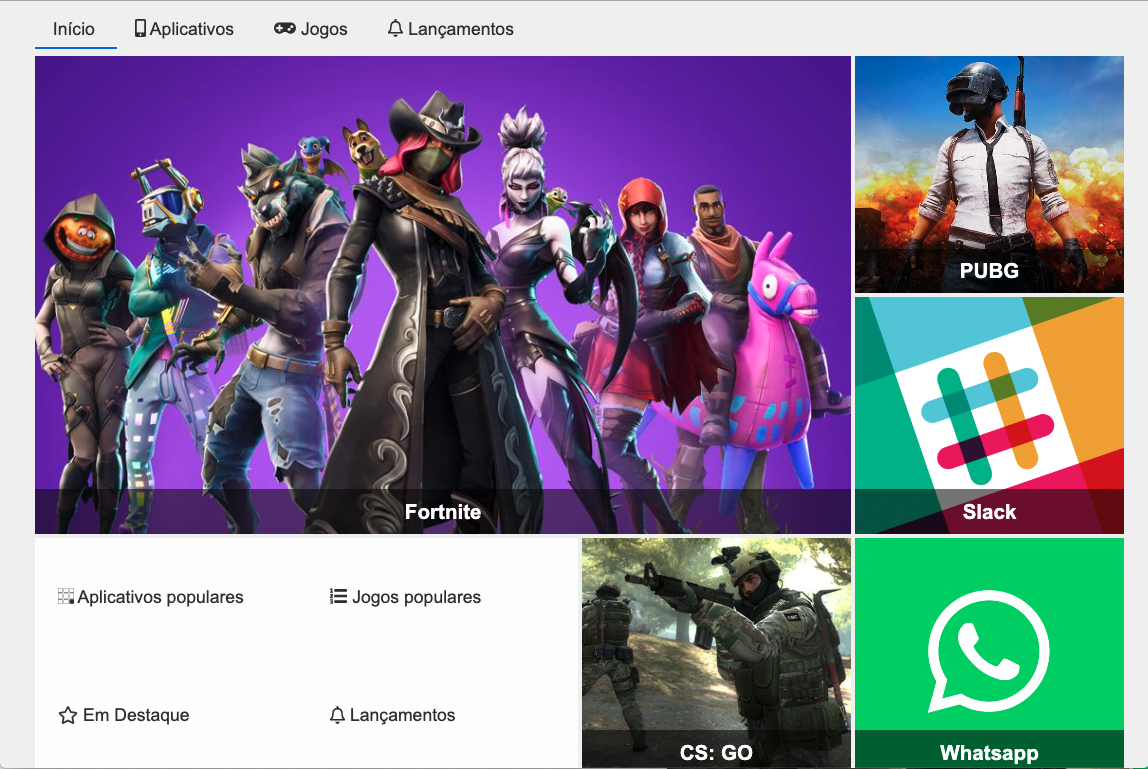 Início
Aplicativos
Jogos
Lançamentos
PUBG
Fortnite
Slack
Aplicativos populares
Jogos populares
Em Destaque
Lançamentos
CS: GO
Whatsapp